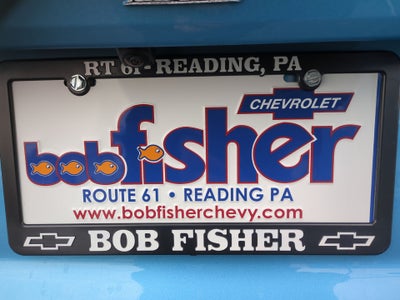 RT 61 - READING, PA
CHEVROLET
bobfisher
ROUTE 61 • READING PA
www.bobfisherchevy.com
BOB FISHER